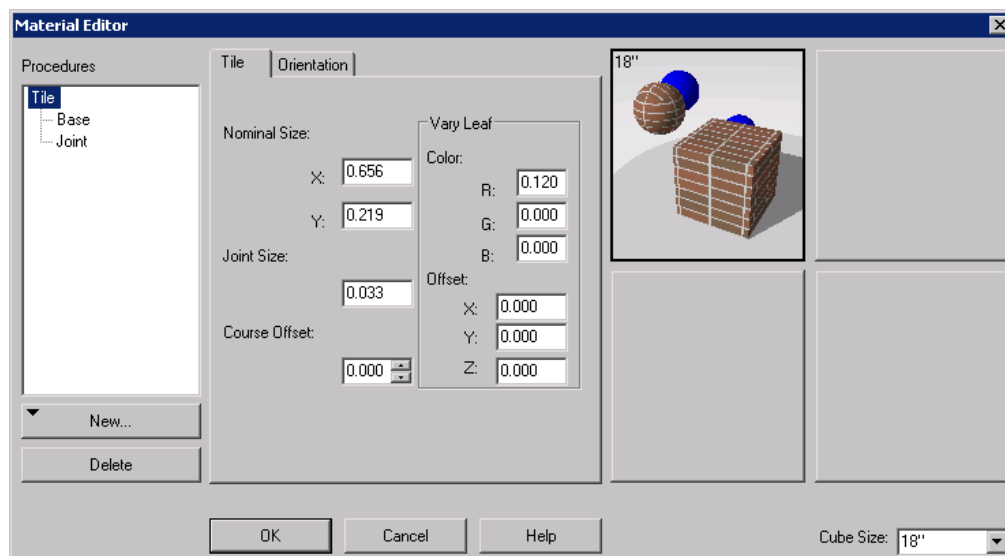 Material Editor
Procedures
Tile
Base
Joint
New...
Delete
Tile
Orientation
Nominal Size:
X: 0.656
Y: 0.219
Joint Size:
0.033
Course Offset:
0.000
Vary Leaf
Color:
R: 0.120
G: 0.000
B: 0.000
Offset:
X: 0.000
Y: 0.000
Z: 0.000
18"
OK
Cancel
Help
Cube Size: 18"